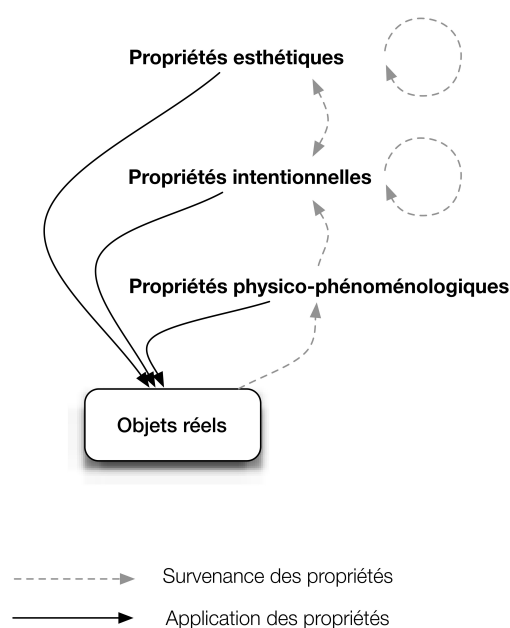 Propriétés esthétiques
Propriétés intentionnelles
Propriétés physico-phénoménologiques
Objets réels
Survenance des propriétés
Application des propriétés